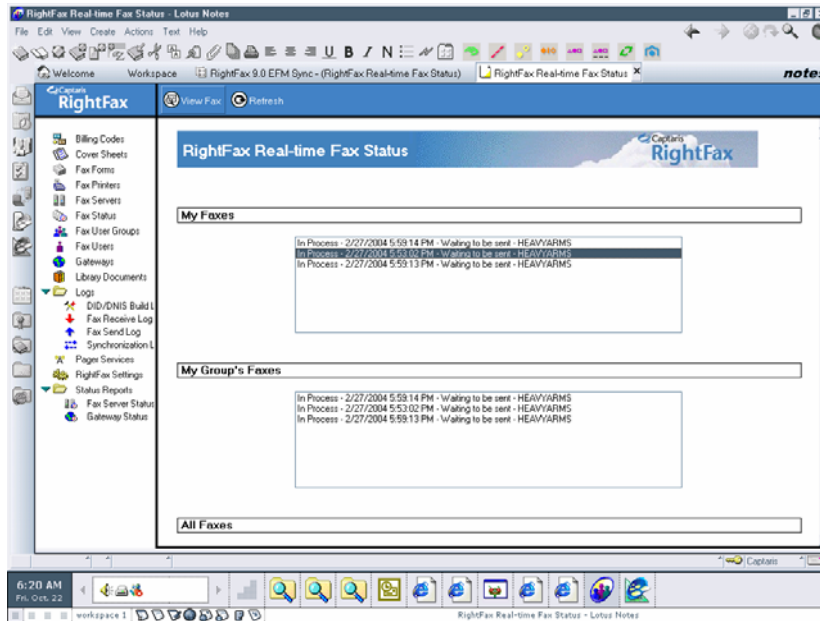 RightFax Real-time Fax Status - Lotus Notes
File Edit View Create Actions Text Help
Welcome Workspace RightFax 9.0 EFM Sync - (RightFax Real-time Fax Status) RightFax Real-time Fax Status X notes
Captaris
RightFax
View Fax Refresh
Billing Codes
Cover Sheets
Fax Forms
Fax Printers
Fax Servers
Fax Status
Fax User Groups
Fax Users
Gateways
Library Documents
Logs
DID/DNIS Build L
Fax Receive Log
Fax Send Log
Synchronization L
Pager Services
RightFax Settings
Status Reports
Fax Server Status
Gateway Status
RightFax Real-time Fax Status
Captaris
RightFax
My Faxes
In Process - 2/27/2004 5:59:14 PM - Waiting to be sent - HEAVYARMS
In Process - 2/27/2004 5:53:02 PM - Waiting to be sent - HEAVYARMS
In Process - 2/27/2004 5:59:13 PM - Waiting to be sent - HEAVYARMS
My Group's Faxes
In Process - 2/27/2004 5:59:14 PM - Waiting to be sent - HEAVYARMS
In Process - 2/27/2004 5:53:02 PM - Waiting to be sent - HEAVYARMS
In Process - 2/27/2004 5:59:13 PM - Waiting to be sent - HEAVYARMS
All Faxes
Captaris
6:20 AM
Fri. Oct. 22
workspace 1
RightFax Real-time Fax Status - Lotus Notes